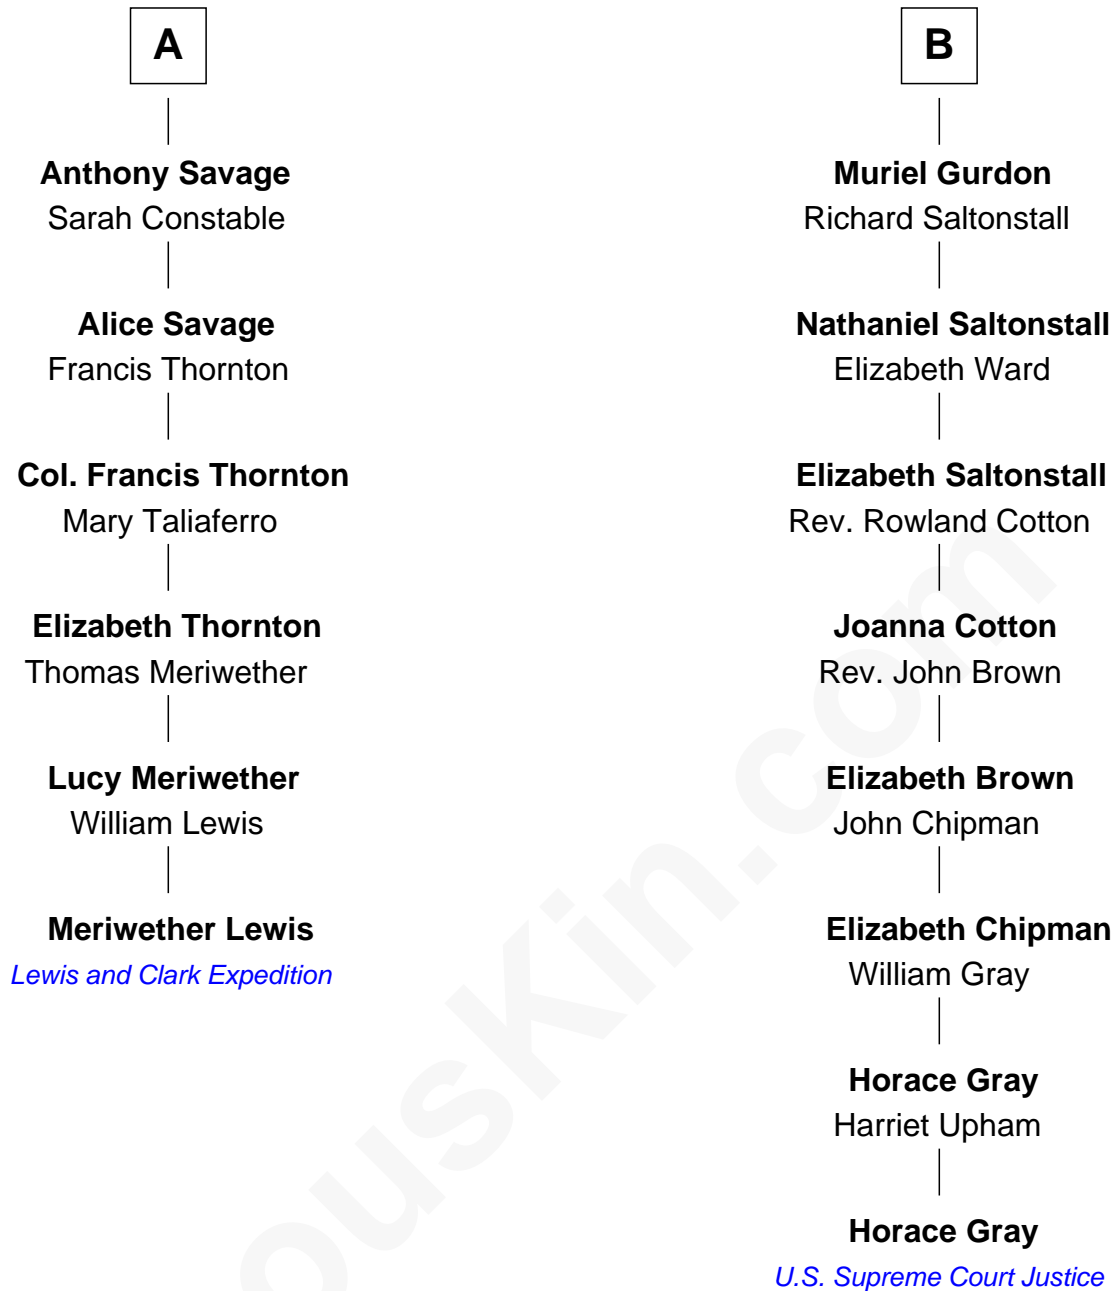 A
Anthony Savage
Sarah Constable
Alice Savage
Francis Thornton
Col. Francis Thornton
Mary Taliaferro
Elizabeth Thornton
Thomas Meriwether
Lucy Meriwether
William Lewis
Meriwether Lewis
Lewis and Clark Expedition
B
Muriel Gurdon
Richard Saltonstall
Nathaniel Saltonstall
Elizabeth Ward
Elizabeth Saltonstall
Rev. Rowland Cotton
Joanna Cotton
Rev. John Brown
Elizabeth Brown
John Chipman
Elizabeth Chipman
William Gray
Horace Gray
Harriet Upham
Horace Gray
U.S. Supreme Court Justice
ousKin.com